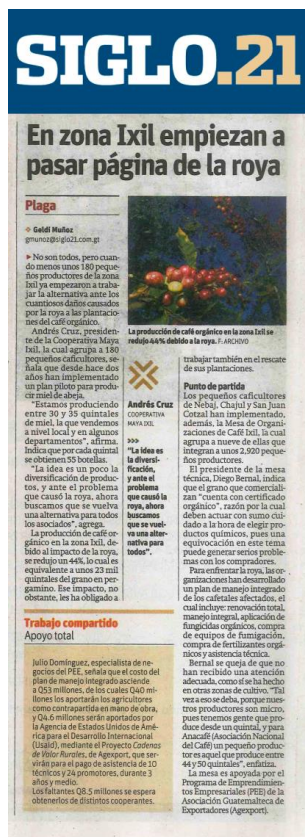 SIGLO.21
En zona Ixil empiezan a
pasar página de la roya
Plaga
Geldi Muñoz
gmunoz@siglo21.com.gt
No son todos, pero cuan-
do menos unos 180 peque-
ños productores de la zona
Ixil ya empezaron a traba-
jar la alternativa ante los
cuantiosos daños causados
por la roya a las plantacio-
nes del café orgánico.
Andrés Cruz, presiden-
te de la Cooperativa Maya
Ixil, la cual agrupa a 180
pequeños caficultores, se-
ñala que desde hace dos
años han implementado
un plan piloto para produ-
cir miel de abeja.
"Estamos produciendo
entre 30 y 35 quintales
de miel, la que vendemos
a nivel local y en algunos
departamentos", afirma.
Indica que por cada quintal
se obtienen 55 botellas.
"La idea es un poco la
diversificación de produc-
tos, y ante el problema
que causó la roya, ahora
buscamos que se vuelva
una alternativa para todos
los asociados", agrega.
La producción de café or-
gánico en la zona Ixil, de-
bido al impacto de la roya,
se redujo un 44%, lo cual es
equivalente a unos 23 mil
quintales del grano en per-
gamino. Ese impacto, no
obstante, les ha obligado a
La producción de café orgánico en la zona Ixil se
redujo 44% debido a la roya. F: ARCHIVO
Andrés Cruz
COOPERATIVA
MAYA IXIL
>>>
"La idea es
la diversi-
ficación,
y ante el
problema
que causó la
roya, ahora
buscamos
que se vuel-
va una alter-
nativa para
todos".
trabajar también en el rescate
de sus plantaciones.
Punto de partida
Los pequeños caficultores
de Nebaj, Chajul y San Juan
Cotzal han implementado,
además, la Mesa de Organi-
zaciones de Café Ixil, la cual
agrupa a nueve de ellas que
integran a unos 2,920 peque-
ños productores.
El presidente de la mesa
técnica, Diego Bernal, indica
que el grano que comerciali-
zan "cuenta con certificado
orgánico", razón por la cual
deben actuar con sumo cui-
dado a la hora de elegir pro-
ductos químicos, pues una
equivocación en este tema
puede generar serios proble-
mas con los compradores.
Para enfrentar la roya, las or-
ganizaciones han desarrollado
un plan de manejo integrado
de los cafetales afectados, el
cual incluye: renovación total,
manejo integral, aplicación de
fungicidas orgánicos, compra
de equipos de fumigación,
compra de fertilizantes orgáni-
cos y asistencia técnica.
Bernal se queja de que no
han recibido una atención
adecuada, como sí se ha hecho
en otras zonas de cultivo. "Tal
vez a eso se deba, porque nues-
tros productores son micro,
pues tenemos gente que pro-
duce desde un quintal, y para
Anacafé (Asociación Nacional
del Café) un pequeño produc-
tor es aquel que produce entre
44 y 50 quintales", enfatiza.
La mesa es apoyada por el
Programa de Emprendimien-
tos Empresariales (PEE) de la
Asociación Guatemalteca de
Exportadores (Agexport).
Trabajo compartido
Apoyo total
Julio Domínguez, especialista de ne-
gocios del PEE, señala que el costo del
plan de manejo integrado asciende
a Q53 millones, de los cuales Q40 mi-
llones los aportarán los agricultores
como contrapartida en mano de obra,
y Q4.6 millones serán aportados por
la Agencia de Estados Unidos de Amé-
rica para el Desarrollo Internacional
(Usaid), mediante el Proyecto Cadenas
de Valor Rurales, de Agexport, que ser-
virán para el pago de asistencia de 10
técnicos y 24 promotores, durante 3
años y medio.
Los faltantes Q8.5 millones se espera
obtenerlos de distintos cooperantes.